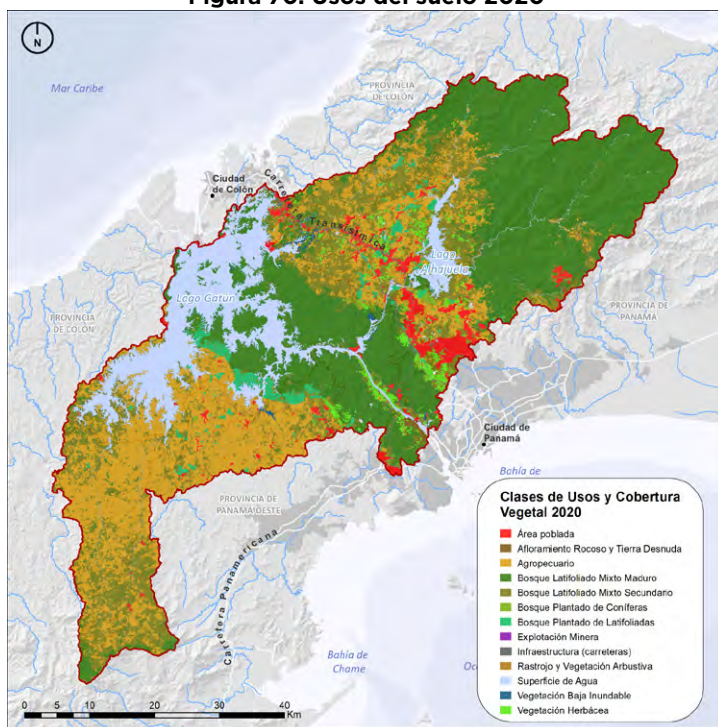 Figura 76. Usos del suelo 2020
N
Mar Caribe
PROVINCIA
DE COLÓN
Ciudad
de Colón
Carretera Transístmica
Lago
Alhajuela
Lago Gatún
PROVINCIA
DE COLÓN
PROVINCIA DE
PANAMÁ
Ciudad de
Panamá
Bahía de
PROVINCIA DE
PANAMÁ OESTE
Carretera Panamericana
Bahía de
Chame
Clases de Usos y Cobertura
Vegetal 2020
Área poblada
Afloramiento Rocoso y Tierra Desnuda
Agropecuario
Bosque Latifoliado Mixto Maduro
Bosque Latifoliado Mixto Secundario
Bosque Plantado de Coníferas
Bosque Plantado de Latifoliadas
Explotación Minera
Infraestructura (carreteras)
Rastrojo y Vegetación Arbustiva
Superficie de Agua
Vegetación Baja Inundable
Vegetación Herbácea
0 5 10 20 30 40
Km